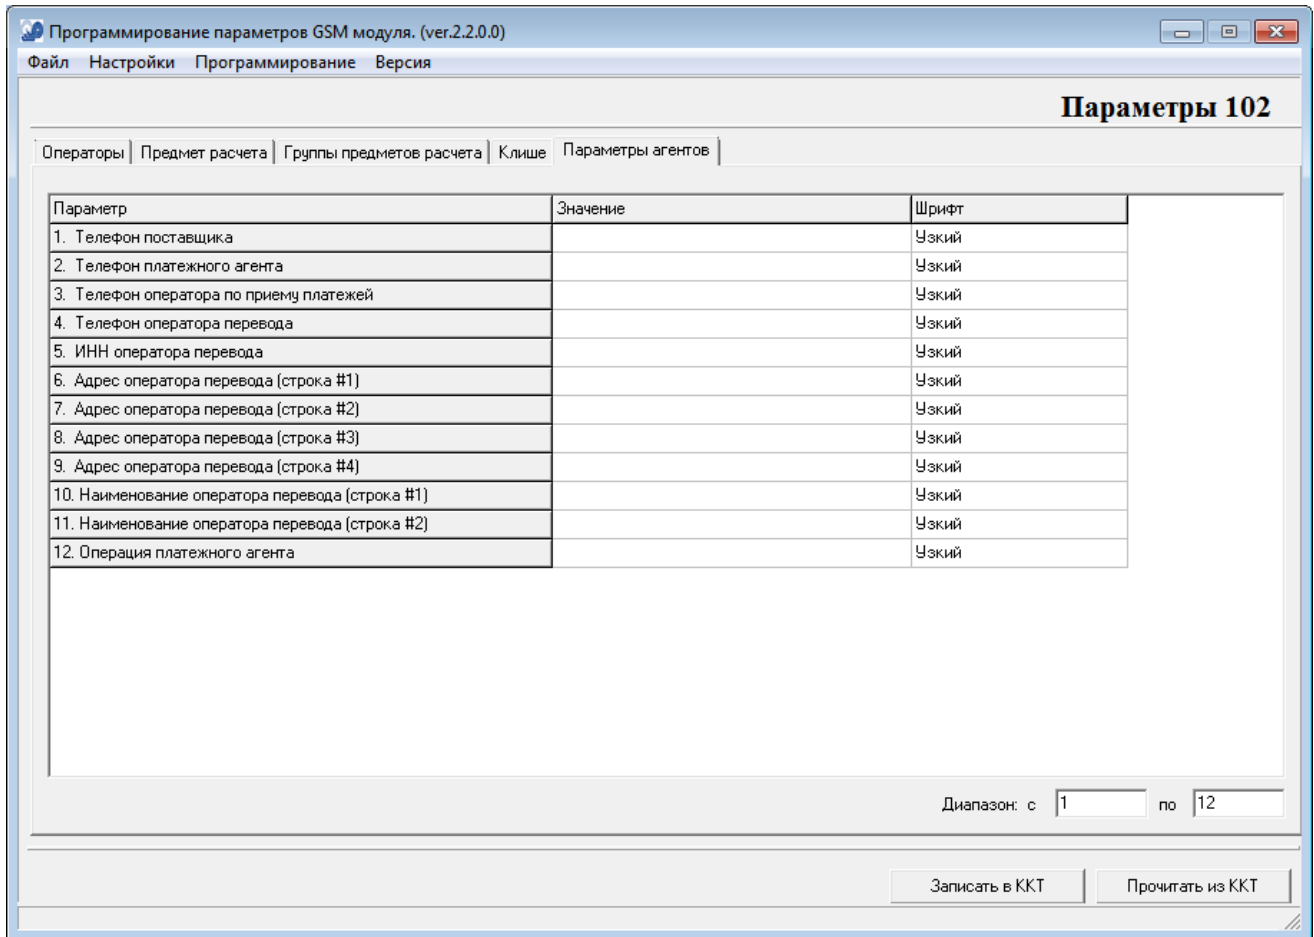 Программирование параметров GSM модуля. (ver.2.2.0.0)
Файл Настройки Программирование Версия
Параметры 102
Операторы Предмет расчета Группы предметов расчета Клише Параметры агентов
Параметр Значение Шрифт
1. Телефон поставщика Узкий
2. Телефон платежного агента Узкий
3. Телефон оператора по приему платежей Узкий
4. Телефон оператора перевода Узкий
5. ИНН оператора перевода Узкий
6. Адрес оператора перевода (строка #1) Узкий
7. Адрес оператора перевода (строка #2) Узкий
8. Адрес оператора перевода (строка #3) Узкий
9. Адрес оператора перевода (строка #4) Узкий
10. Наименование оператора перевода (строка #1) Узкий
11. Наименование оператора перевода (строка #2) Узкий
12. Операция платежного агента Узкий
Диапазон: с 1 по 12
Записать в ККТ Прочитать из ККТ